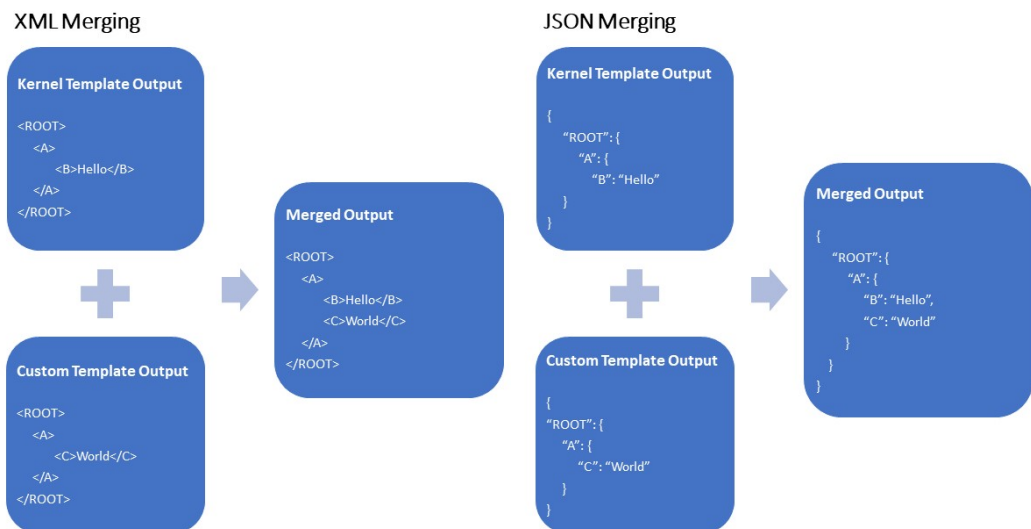 XML Merging
Kernel Template Output
<ROOT>
<A>
<B>Hello</B>
</A>
</ROOT>
Custom Template Output
<ROOT>
<A>
<C>World</C>
</A>
</ROOT>
Merged Output
<ROOT>
<A>
<B>Hello</B>
<C>World</C>
</A>
</ROOT>
JSON Merging
Kernel Template Output
{
“ROOT”: {
“A”: {
“B”: “Hello”
}
}
Custom Template Output
{
“ROOT”: {
“A”: {
“C”: “World”
}
}
Merged Output
{
“ROOT”: {
“A”: {
“B”: “Hello”,
“C”: “World”
}
}
}